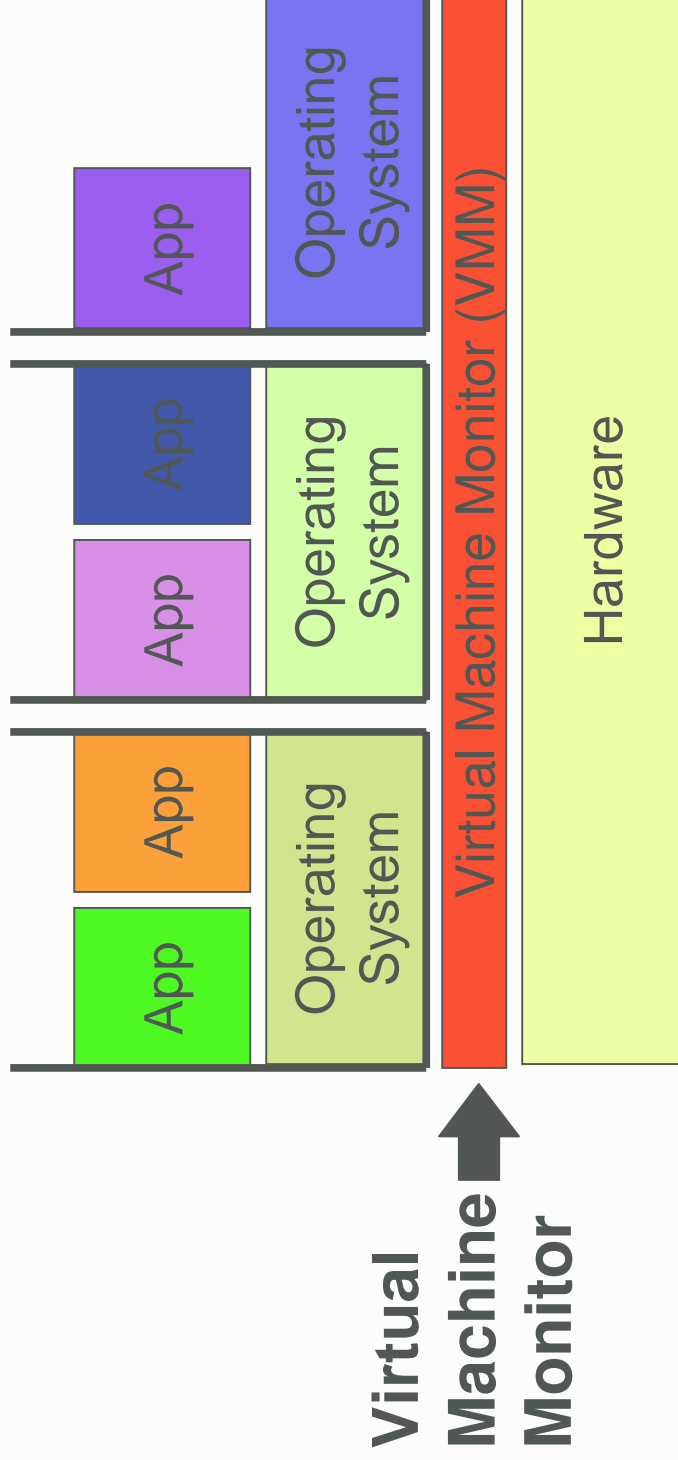 App
App
App
App
App
Operating
System
Operating
System
Operating
System
Virtual Machine Monitor (VMM)
Hardware
Virtual
Machine
Monitor